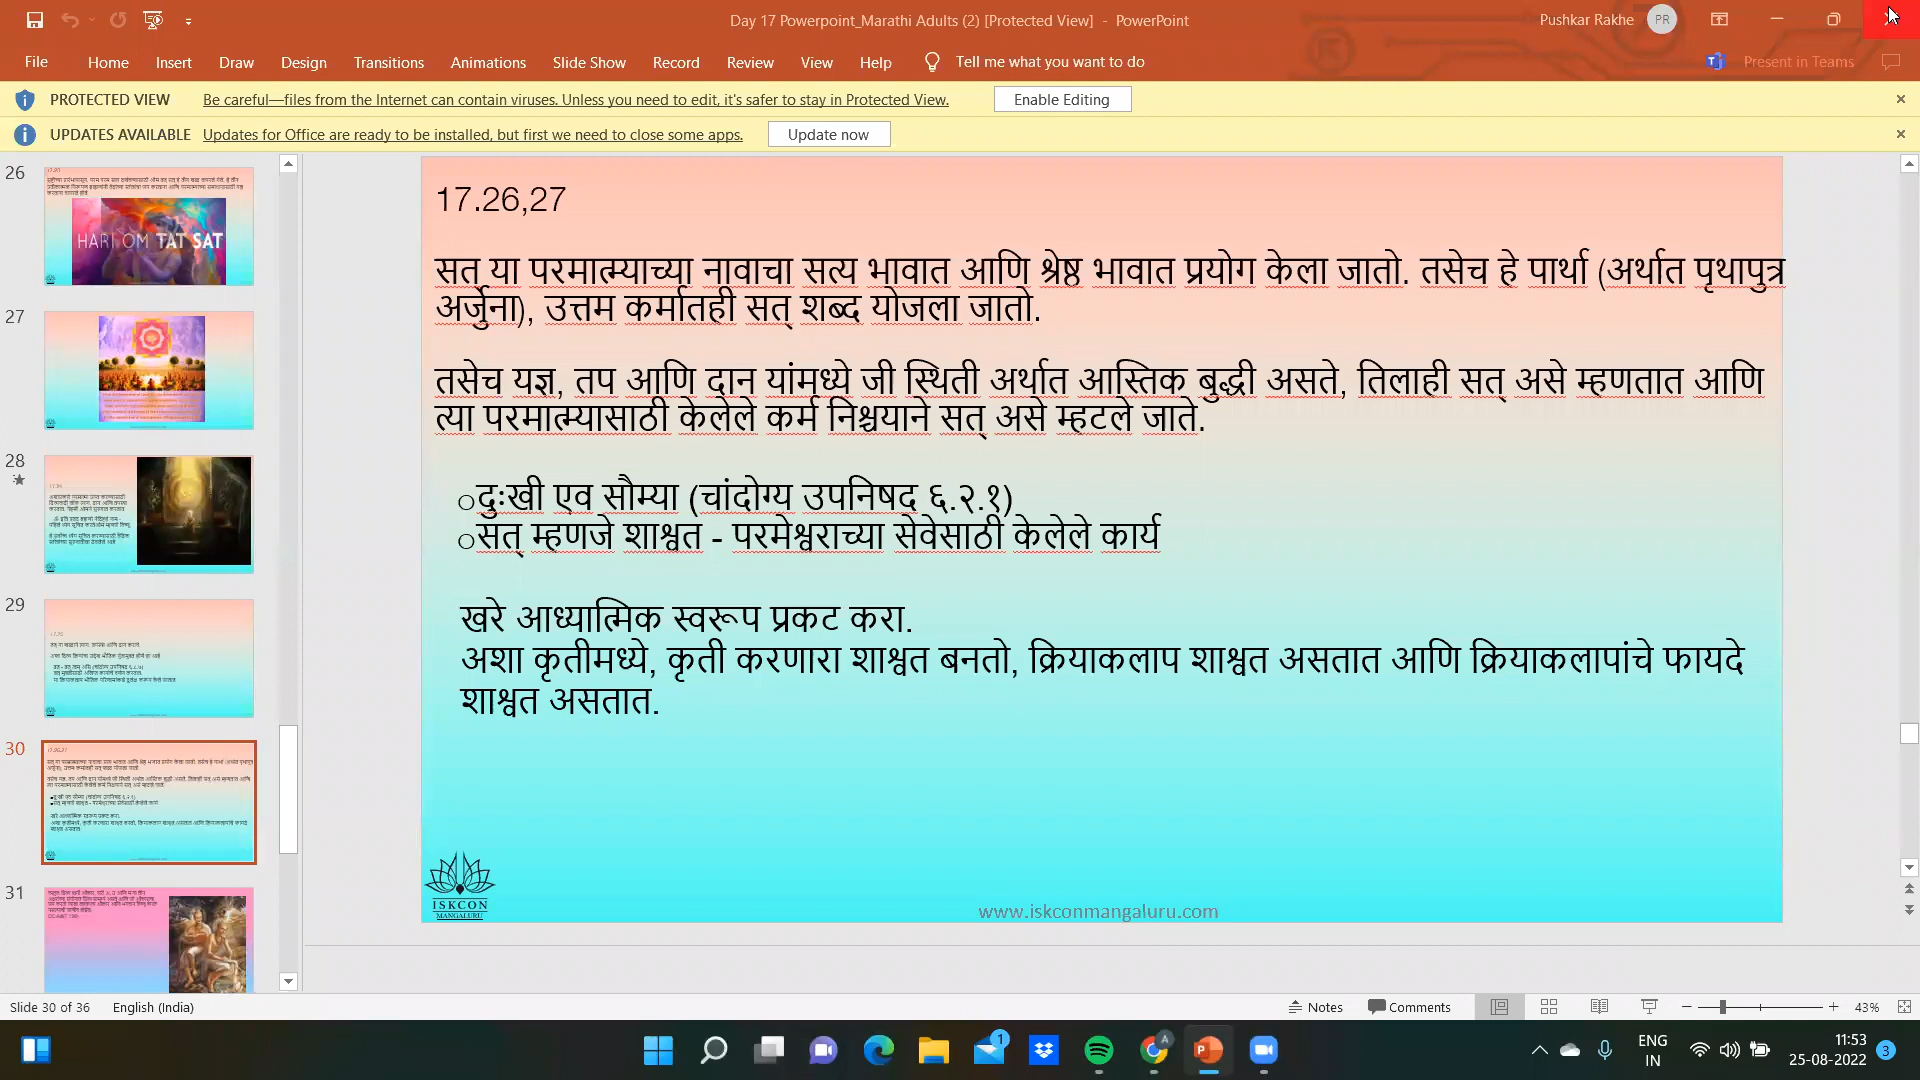 Day 17 Powerpoint_Marathi Adults (2) [Protected View] - PowerPoint
Pushkar Rakhe
PR
File Home Insert Draw Design Transitions Animations Slide Show Record Review View Help Tell me what you want to do
Present in Teams
PROTECTED VIEW Be careful—files from the Internet can contain viruses. Unless you need to edit, it's safer to stay in Protected View. Enable Editing
UPDATES AVAILABLE Updates for Office are ready to be installed, but first we need to close some apps. Update now
26
HARI OM TAT SAT
27
28
29
30
31
17.26,27
सत् या परमात्म्याच्या नावाचा सत्य भावात आणि श्रेष्ठ भावात प्रयोग केला जातो. तसेच हे पार्था (अर्थात पृथापुत्र
अर्जुना), उत्तम कर्मातही सत् शब्द योजला जातो.
तसेच यज्ञ, तप आणि दान यांमध्ये जी स्थिती अर्थात आस्तिक बुद्धी असते, तिलाही सत् असे म्हणतात आणि
त्या परमात्म्यासाठी केलेले कर्म निश्चयाने सत् असे म्हटले जाते.
○दुःखी एव सौम्या (चांदोग्य उपनिषद ६.२.१)
○सत् म्हणजे शाश्वत - परमेश्वराच्या सेवेसाठी केलेले कार्य
खरे आध्यात्मिक स्वरूप प्रकट करा.
अशा कृतीमध्ये, कृती करणारा शाश्वत बनतो, क्रियाकलाप शाश्वत असतात आणि क्रियाकलापांचे फायदे
शाश्वत असतात.
ISKCON
MANGALURU
www.iskconmangaluru.com
Slide 30 of 36 English (India)
Notes Comments 43%
1
A
ENG
IN
11:53
25-08-2022
3